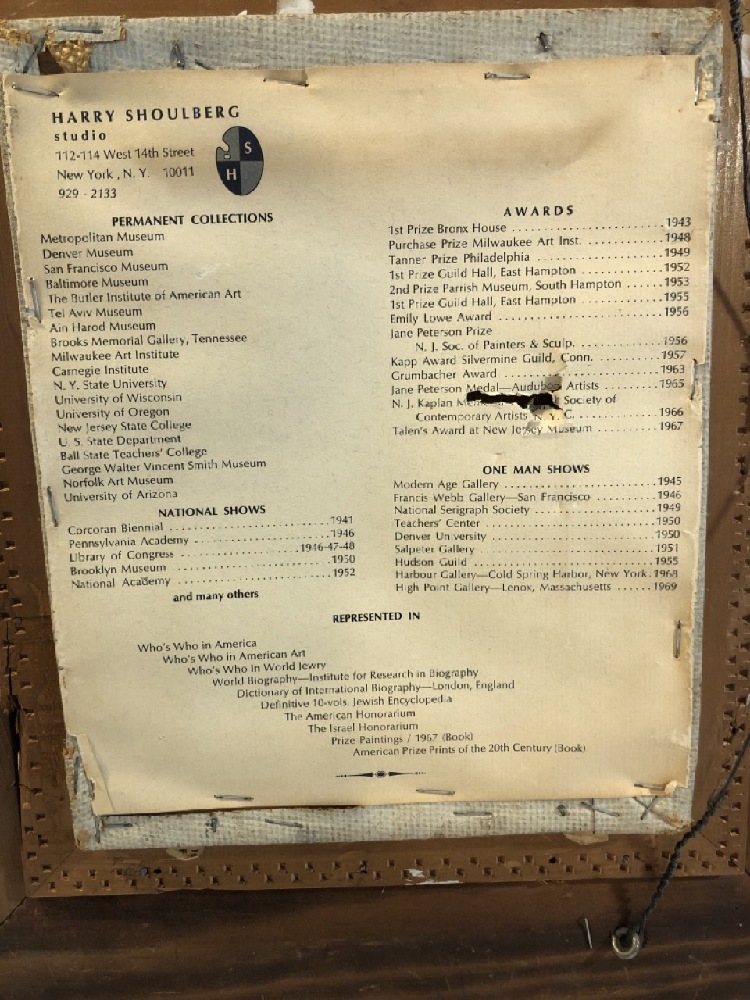 HARRY SHOULBERG
studio
112-114 West 14th Street
New York, N. Y. 10011
929 - 2133
S
H
PERMANENT COLLECTIONS
Metropolitan Museum
Denver Museum
San Francisco Museum
Baltimore Museum
The Butler Institute of American Art
Tel Aviv Museum
Ain Harod Museum
Brooks Memorial Gallery, Tennessee
Milwaukee Art Institute
Carnegie Institute
N. Y. State University
University of Wisconsin
University of Oregon
New Jersey State College
U. S. State Department
Ball State Teachers' College
George Walter Vincent Smith Museum
Norfolk Art Museum
University of Arizona
NATIONAL SHOWS
Corcoran Biennial ..................... 1941
Pennsylvania Academy ................. 1946
Library of Congress ............... 1946-47-48
Brooklyn Museum ..................... 1950
National Academy ..................... 1952
and many others
AWARDS
1st Prize Bronx House ..................... 1943
Purchase Prize Milwaukee Art Inst. ............ 1948
Tanner Prize Philadelphia .................. 1949
1st Prize Guild Hall, East Hampton ............ 1952
2nd Prize Parrish Museum, South Hampton ...... 1953
1st Prize Guild Hall, East Hampton ............ 1955
Emily Lowe Award ..................... 1956
Jane Peterson Prize
N. J. Soc. of Painters & Sculp. ............ 1956
Kapp Award Silvermine Guild, Conn. ......... 1957
Grumbacher Award ..................... 1963
Jane Peterson Medal—Audubon Artists ......... 1965
N. J. Kaplan Society of
Contemporary Artists N. Y. C. ............ 1966
Talen's Award at New Jersey Museum ......... 1967
ONE MAN SHOWS
Modern Age Gallery ..................... 1945
Francis Webb Gallery—San Francisco ......... 1946
National Serigraph Society .................. 1949
Teachers' Center ..................... 1950
Denver University ..................... 1950
Salpeter Gallery ..................... 1951
Hudson Guild ..................... 1955
Harbour Gallery—Cold Spring Harbor, New York. 1968
High Point Gallery—Lenox, Massachusetts ...... 1969
REPRESENTED IN
Who's Who in America
Who's Who in American Art
Who's Who in World Jewry
World Biography—Institute for Research in Biography
Dictionary of International Biography—London, England
Definitive 10-vols. Jewish Encyclopedia
The American Honorarium
The Israel Honorarium
Prize Paintings / 1967 (Book)
American Prize Prints of the 20th Century (Book)